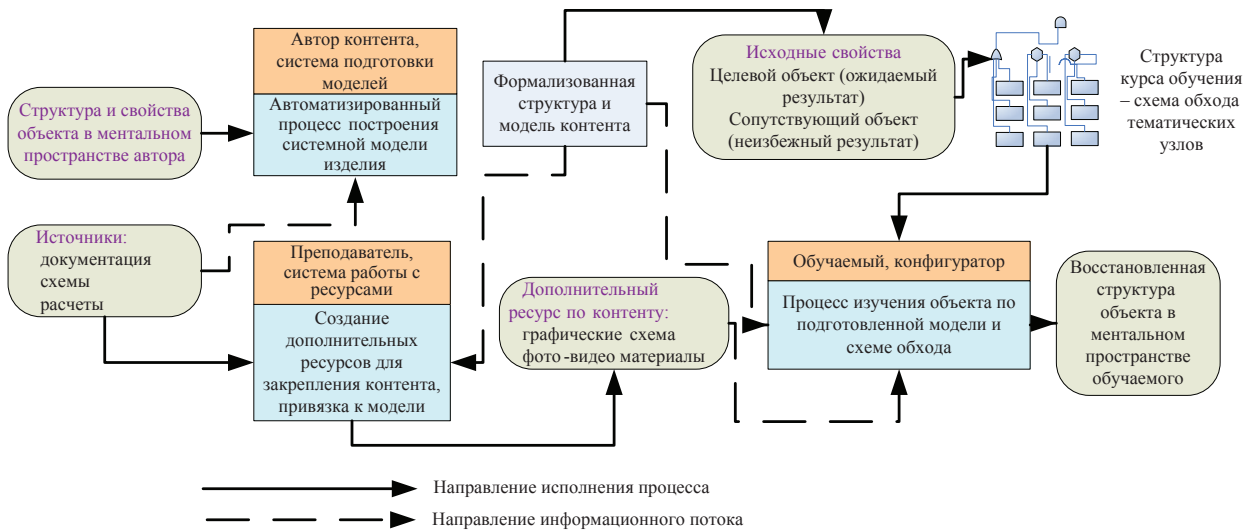 Структура и свойства
объекта в ментальном
пространстве автора
Источники:
документация
схемы
расчеты
Автор контента,
система подготовки
моделей
Автоматизированный
процесс построения
системной модели
изделия
Преподаватель,
система работы с
ресурсами
Создание
дополнительных
ресурсов для
закрепления контента,
привязка к модели
Формализованная
структура и
модель контента
Дополнительный
ресурс по контенту:
графические схема
фото -видео материалы
Исходные свойства
Целевой объект (ожидаемый
результат)
Сопутствующий объект
(неизбежный результат)
Структура
курса обучения
– схема обхода
тематических
узлов
Обучаемый, конфигуратор
Процесс изучения объекта по
подготовленной модели и
схеме обхода
Восстановленная
структура
объекта в
ментальном
пространстве
обучаемого
Направление исполнения процесса
Направление информационного потока